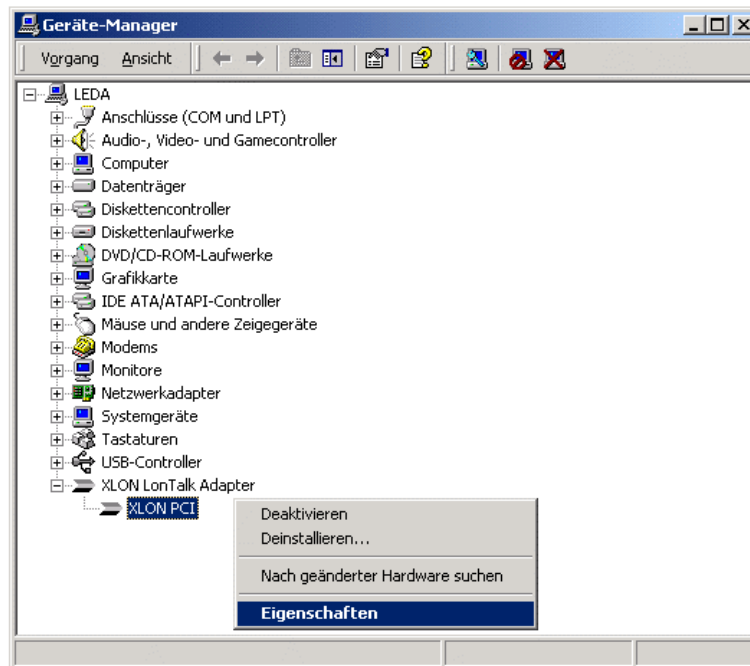 Geräte-Manager
Vorgang Ansicht
LEDA
Anschlüsse (COM und LPT)
Audio-, Video- und Gamecontroller
Computer
Datenträger
Diskettencontroller
Diskettenlaufwerke
DVD/CD-ROM-Laufwerke
Grafikkarte
IDE ATA/ATAPI-Controller
Mäuse und andere Zeigegeräte
Modems
Monitore
Netzwerkadapter
Systemgeräte
Tastaturen
USB-Controller
XLON LonTalk Adapter
XLON PCI
Deaktivieren
Deinstallieren...
Nach geänderter Hardware suchen
Eigenschaften